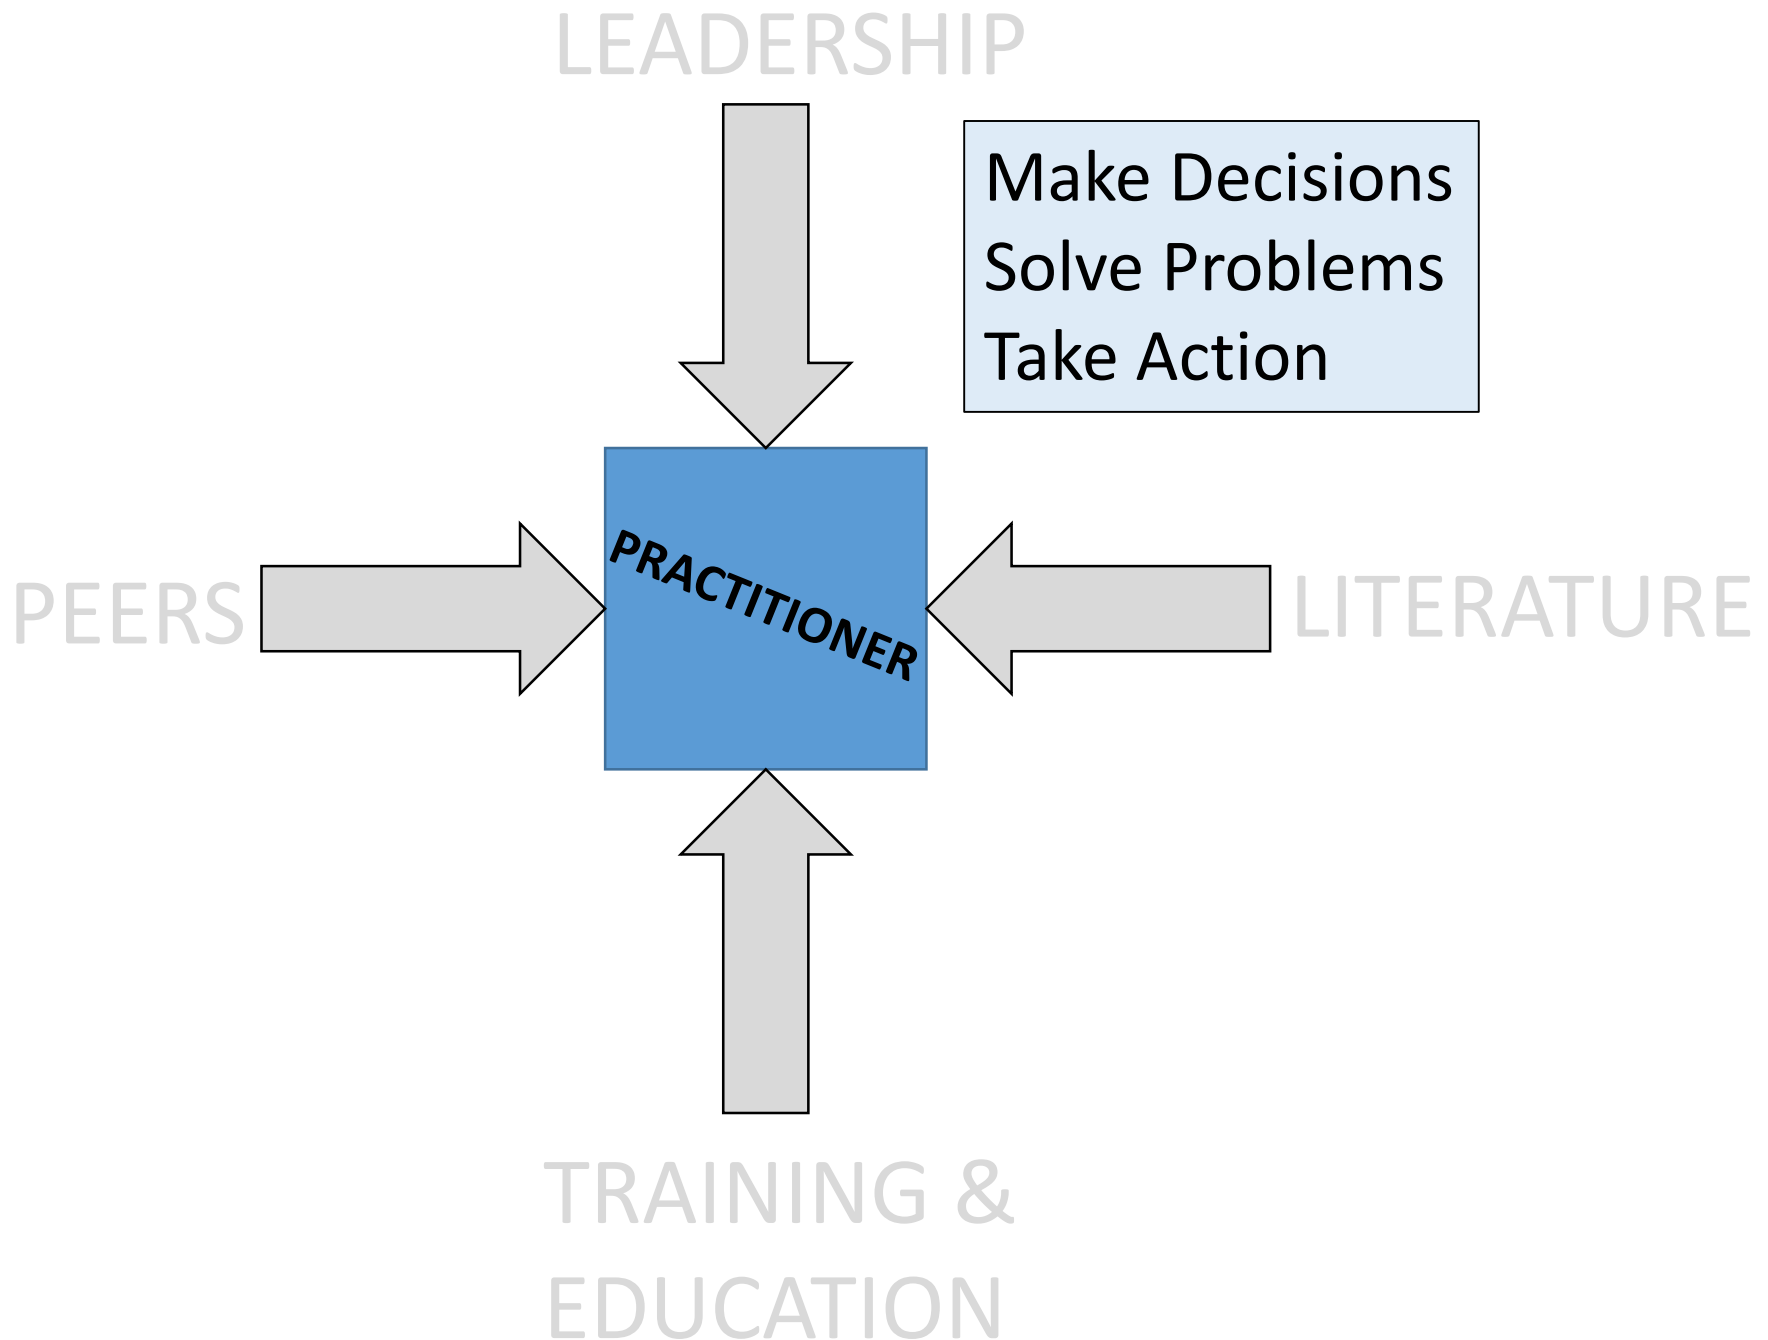 LEADERSHIP
Make Decisions
Solve Problems
Take Action
PEERS
PRACTITIONER
LITERATURE
TRAINING &
EDUCATION